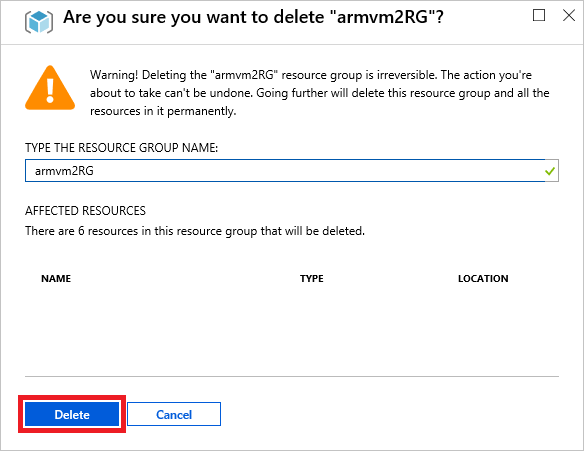 Are you sure you want to delete "armvm2RG"?
Warning! Deleting the "armvm2RG" resource group is irreversible. The action you're
about to take can't be undone. Going further will delete this resource group and all the
resources in it permanently.
TYPE THE RESOURCE GROUP NAME:
armvm2RG
AFFECTED RESOURCES
There are 6 resources in this resource group that will be deleted.
NAME TYPE LOCATION
Delete Cancel